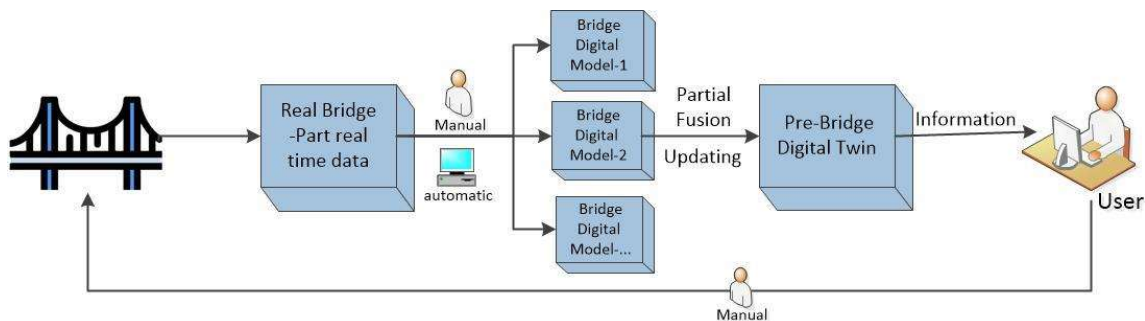 Real Bridge
-Part real
time data
Manual
automatic
Bridge
Digital
Model-1
Bridge
Digital
Model-2
Bridge
Digital
Model-...
Partial
Fusion
Updating
Pre-Bridge
Digital Twin
Information
User
Manual